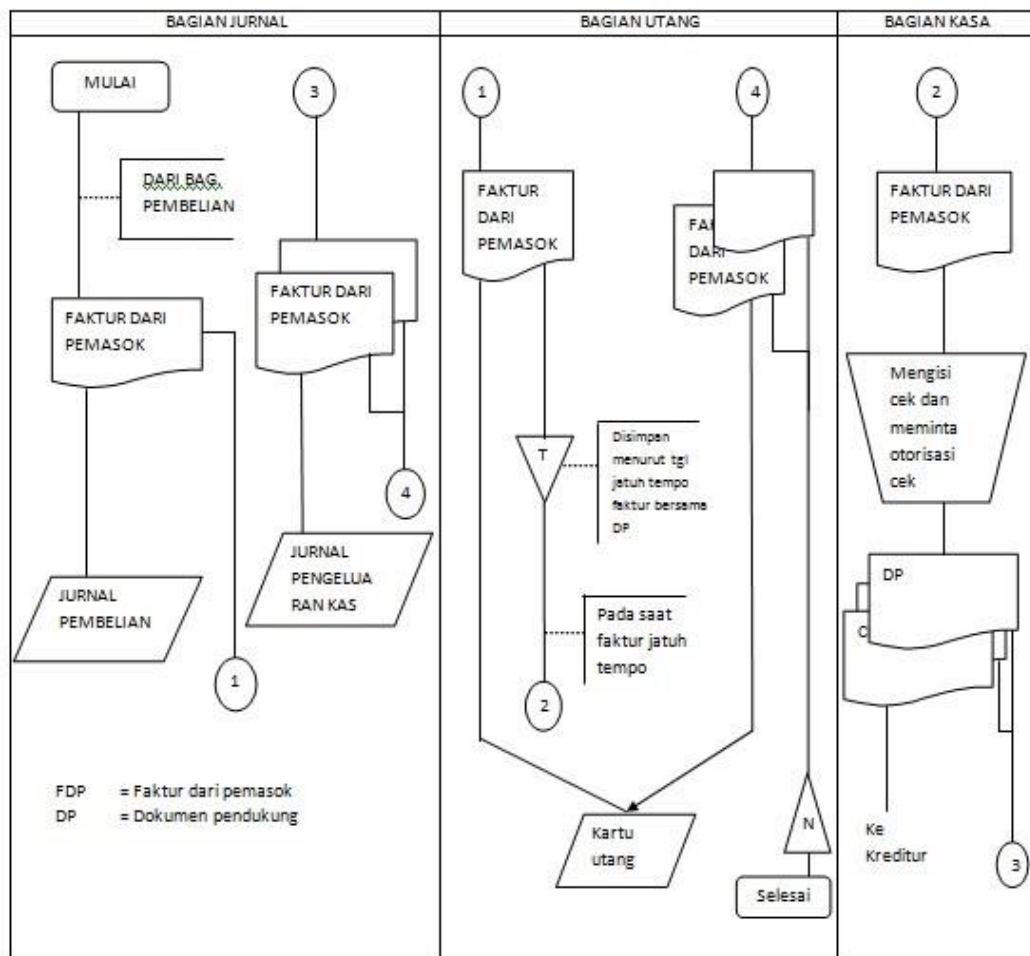 BAGIAN JURNAL
BAGIAN UTANG
BAGIAN KASA
MULAI
3
DARI BAG.
PEMBELIAN
FAKTUR DARI
PEMASOK
FAKTUR DARI
PEMASOK
4
JURNAL
PENGELUA
RAN KAS
JURNAL
PEMBELIAN
1
FDP = Faktur dari pemasok
DP = Dokumen pendukung
1
4
FAKTUR
DARI
PEMASOK
FAK
DARI
PEMASOK
T
Disimpan
menurut tgl
jatuh tempo
faktur bersama
DP
Pada saat
faktur jatuh
tempo
2
Kartu
utang
N
Selesai
2
FAKTUR DARI
PEMASOK
Mengisi
cek dan
meminta
otorisasi
cek
DP
Ke
Kreditur
3